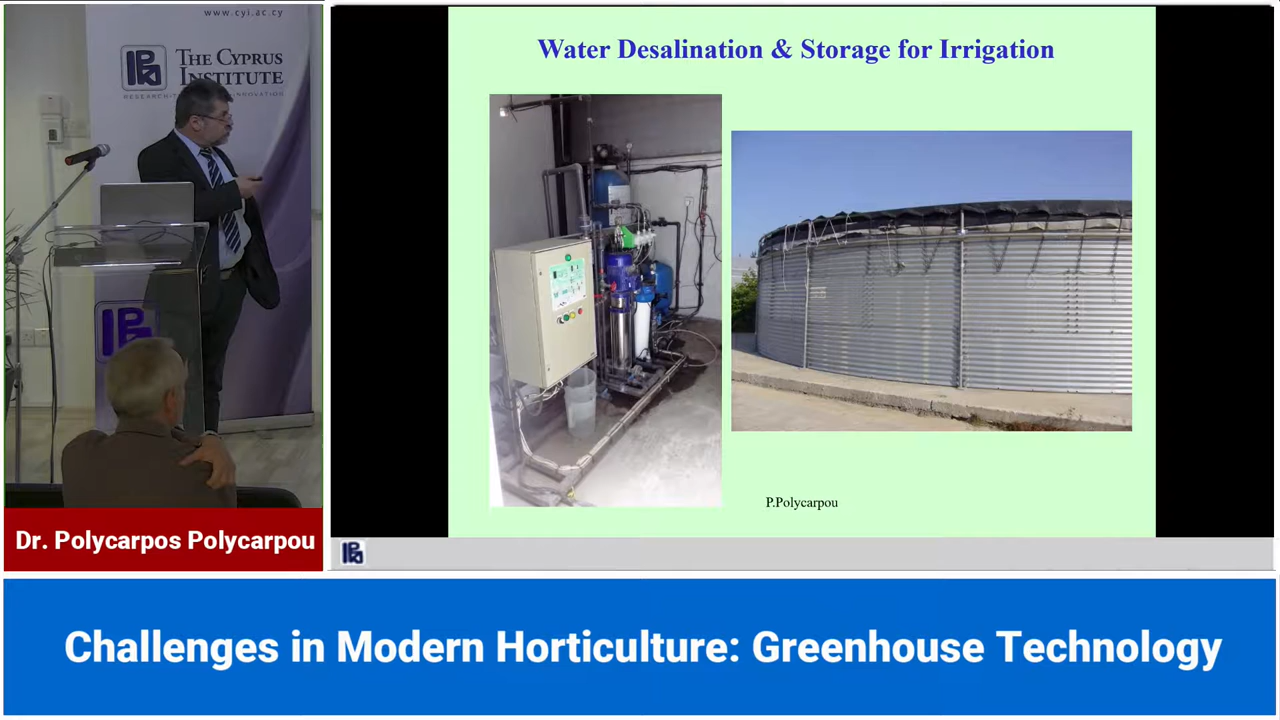 www.cyi.ac.cy
THE CYPRUS
INSTITUTE
Water Desalination & Storage for Irrigation
P.Polycarpou
Dr. Polycarpos Polycarpou
Challenges in Modern Horticulture: Greenhouse Technology